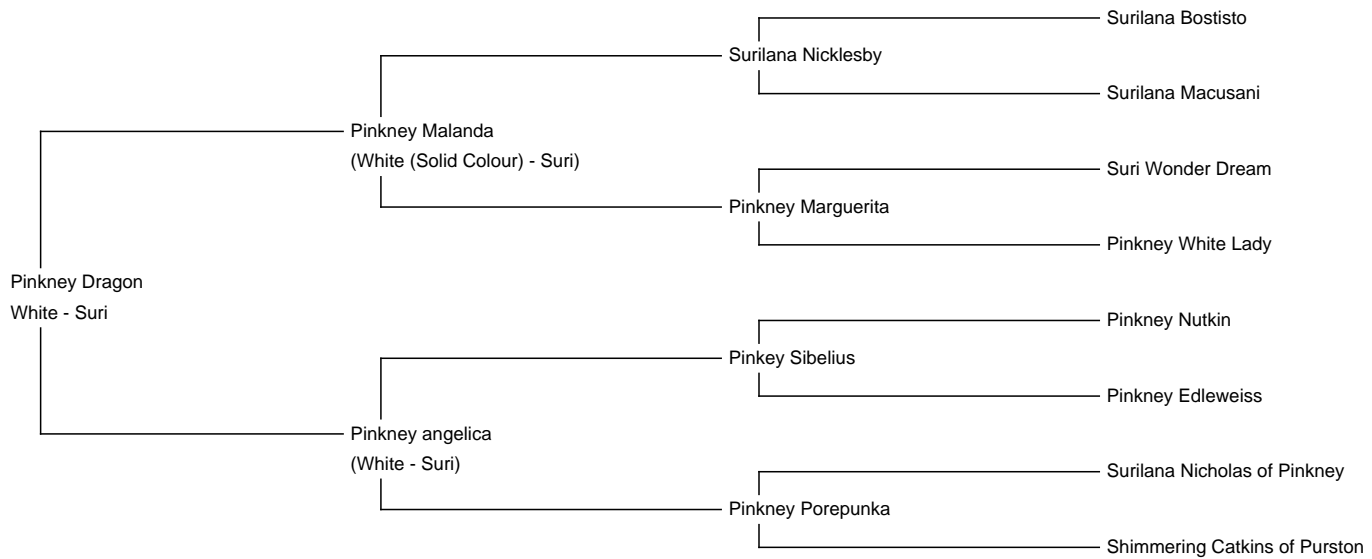 Surilana Bostisto
Surilana Nicklesby
Surilana Macusani
Pinkney Malanda
(White (Solid Colour) - Suri)
Suri Wonder Dream
Pinkney Marguerita
Pinkney White Lady
Pinkney Dragon
White - Suri
Pinkney Nutkin
Pinkey Sibelius
Pinkney Edleweiss
Pinkney angelica
(White - Suri)
Surilana Nicholas of Pinkney
Pinkney Porepunka
Shimmering Catkins of Purston